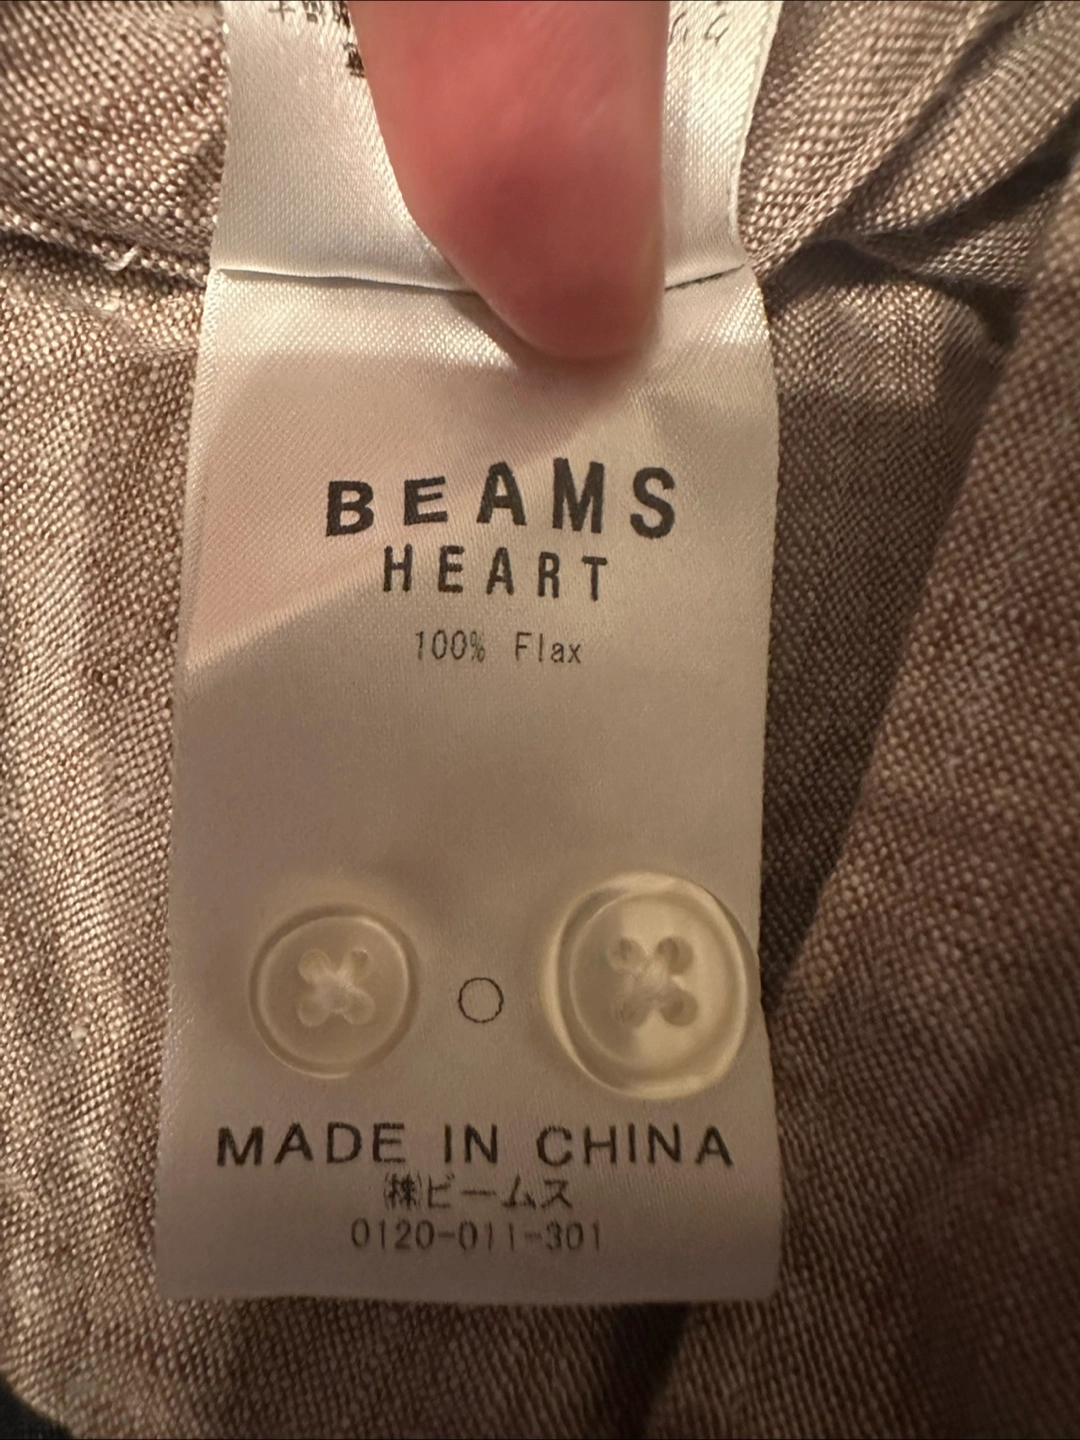 BEAMS
HEART
100% Flax
MADE IN CHINA
㈱ビームス
0120-011-301